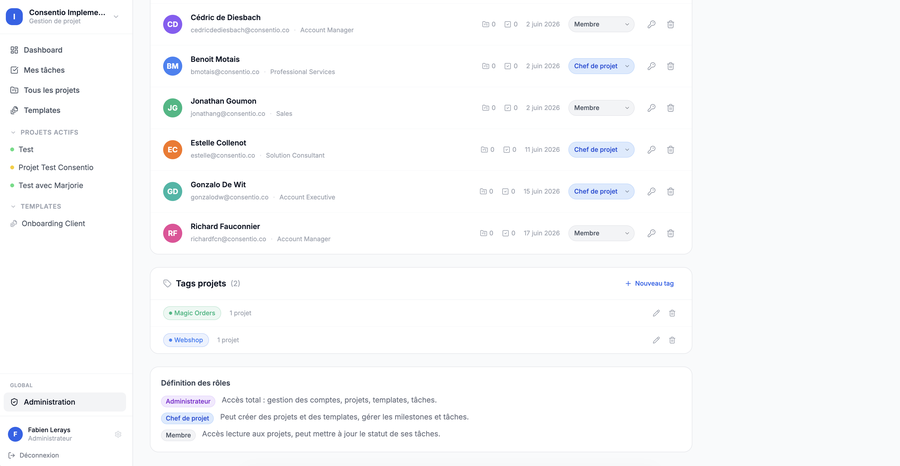 I
Consentio Impleme...
Gestion de projet
Dashboard
Mes tâches
Tous les projets
Templates
PROJETS ACTIFS
Test
Projet Test Consentio
Test avec Marjorie
TEMPLATES
Onboarding Client
GLOBAL
Administration
F
Fabien Lerays
Administrateur
Déconnexion
CD
Cédric de Diesbach
cedricdediesbach@consentio.co · Account Manager
0 0 2 juin 2026 Membre
BM
Benoit Motais
bmotais@consentio.co · Professional Services
0 0 2 juin 2026 Chef de projet
JG
Jonathan Goumon
jonathang@consentio.co · Sales
0 0 2 juin 2026 Membre
EC
Estelle Collenot
estelle@consentio.co · Solution Consultant
0 0 11 juin 2026 Chef de projet
GD
Gonzalo De Wit
gonzalodw@consentio.co · Account Executive
0 0 15 juin 2026 Chef de projet
RF
Richard Fauconnier
richardfcn@consentio.co · Account Manager
0 0 17 juin 2026 Membre
Tags projets (2)
+ Nouveau tag
Magic Orders 1 projet
Webshop 1 projet
Définition des rôles
Administrateur Accès total : gestion des comptes, projets, templates, tâches.
Chef de projet Peut créer des projets et des templates, gérer les milestones et tâches.
Membre Accès lecture aux projets, peut mettre à jour le statut de ses tâches.